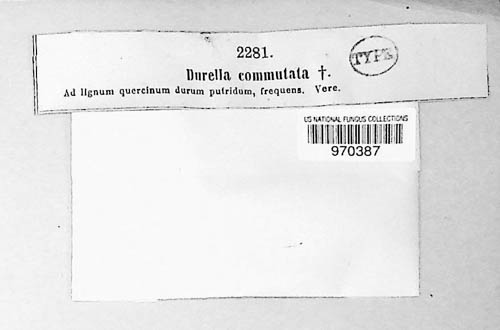 2281.
TYPE
Durella commutata †.
Ad lignum quercinum durum putridum, frequens. Vere.
US NATIONAL FUNGUS COLLECTIONS
970387